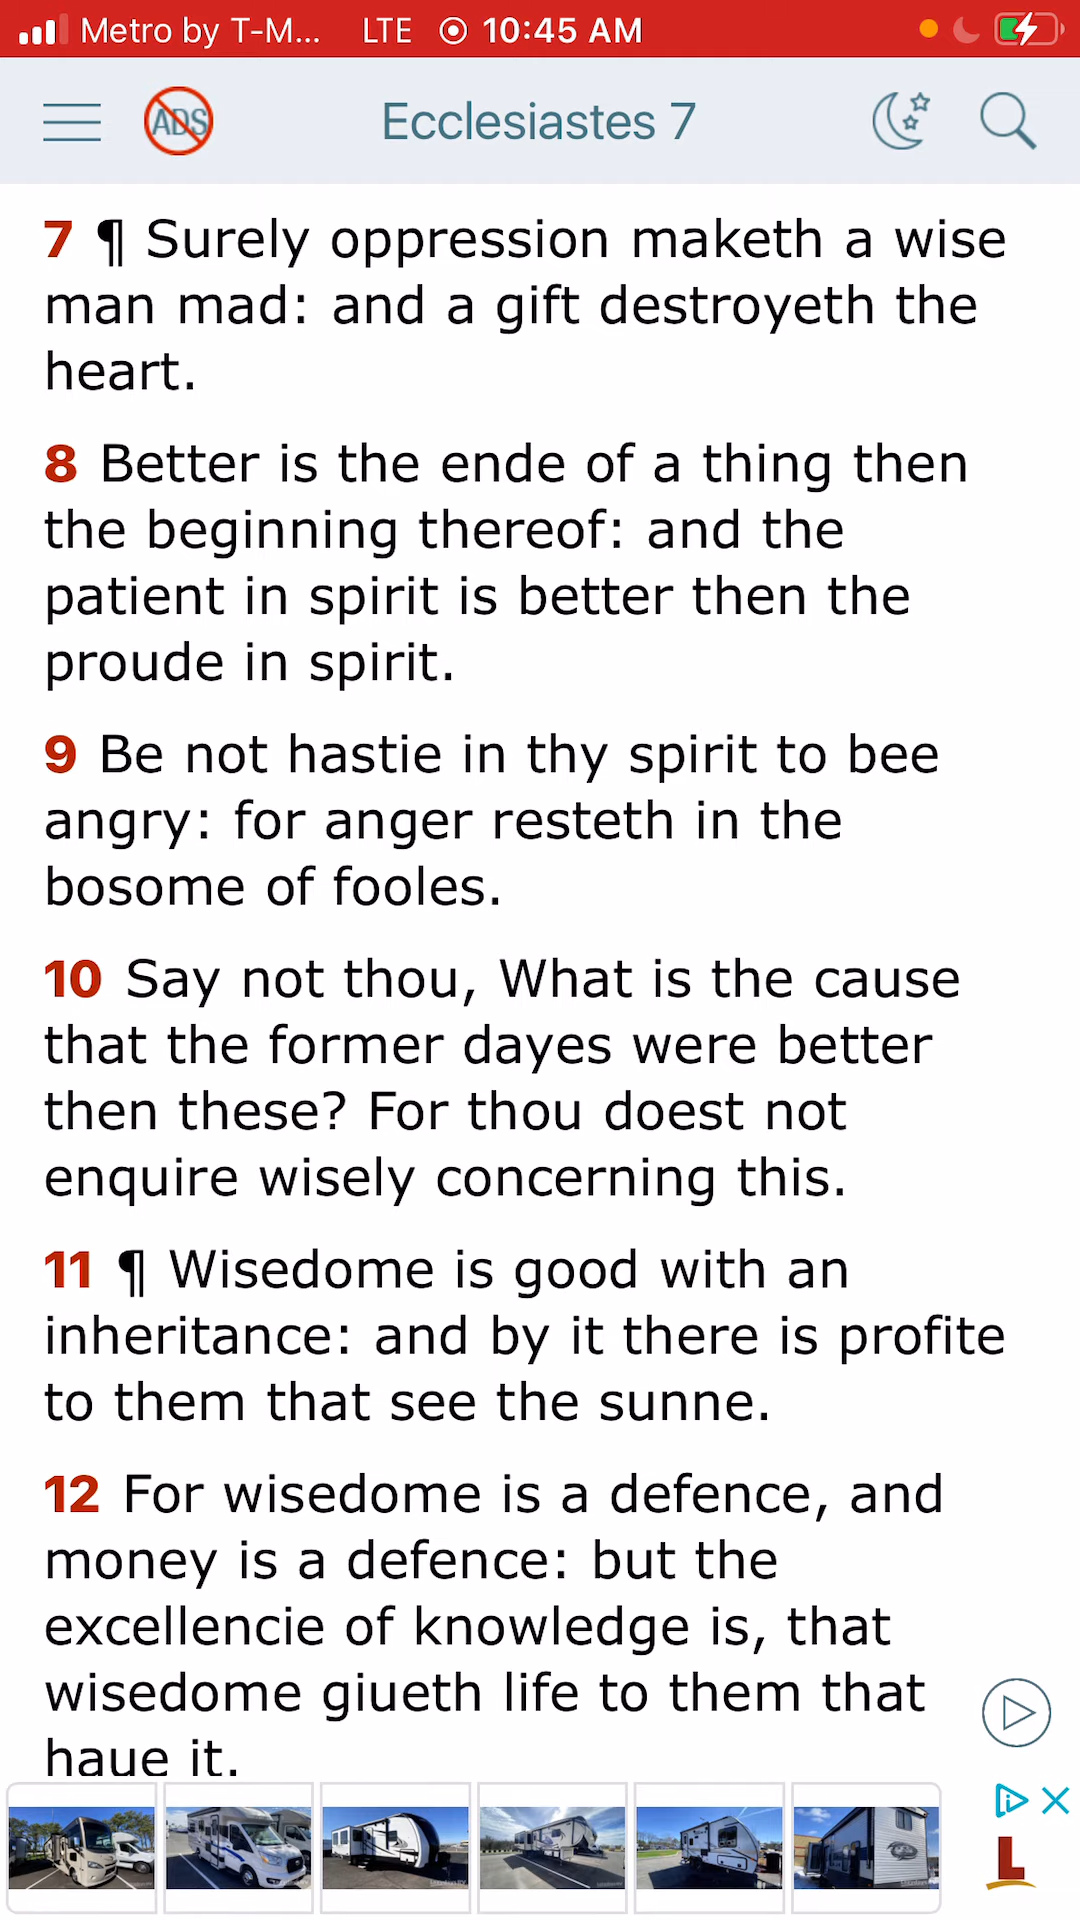 Metro by T-M... LTE 10:45 AM
ADS Ecclesiastes 7
7 ¶ Surely oppression maketh a wise
man mad: and a gift destroyeth the
heart.
8 Better is the ende of a thing then
the beginning thereof: and the
patient in spirit is better then the
proude in spirit.
9 Be not hastie in thy spirit to bee
angry: for anger resteth in the
bosome of fooles.
10 Say not thou, What is the cause
that the former dayes were better
then these? For thou doest not
enquire wisely concerning this.
11 ¶ Wisedome is good with an
inheritance: and by it there is profite
to them that see the sunne.
12 For wisedome is a defence, and
money is a defence: but the
excellencie of knowledge is, that
wisedome giueth life to them that
haue it.
L